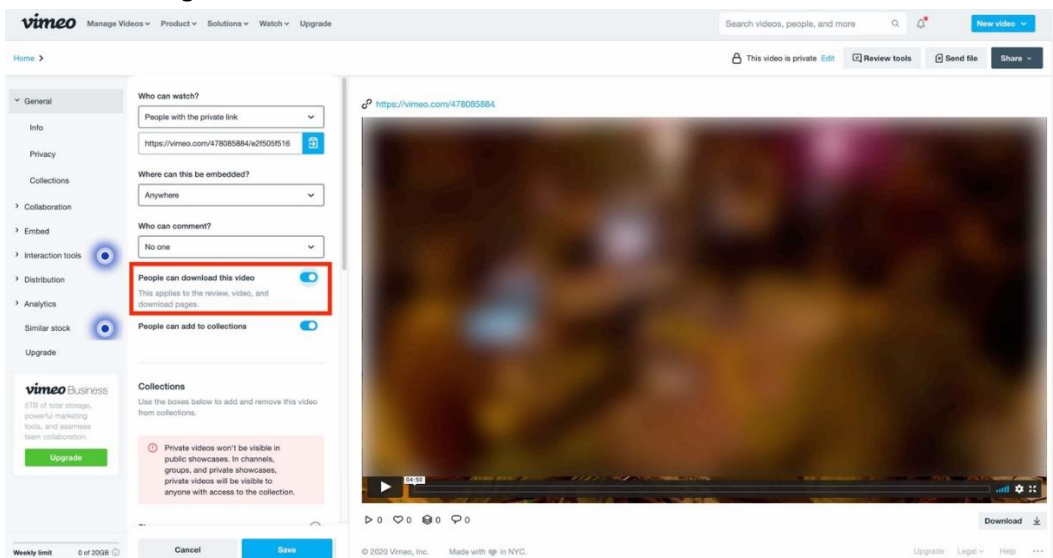 vimeo Manage Videos Product Solutions Watch Upgrade
Search videos, people, and more
New video
Home >
This video is private Edit
Review tools
Send file
Share
General
Info
Privacy
Collections
Collaboration
Embed
Interaction tools
Distribution
Analytics
Similar stock
Upgrade
vimeo Business
5TB of total storage,
powerful marketing
tools, and seamless
team collaboration.
Upgrade
Weekly limit 0 of 20GB
Who can watch?
People with the private link
https://vimeo.com/478085884/e2f505f516
Where can this be embedded?
Anywhere
Who can comment?
No one
People can download this video
This applies to the review, video, and
download pages.
People can add to collections
Collections
Use the boxes below to add and remove this video
from collections.
Private videos won't be visible in
public showcases. In channels,
groups, and private showcases,
private videos will be visible to
anyone with access to the collection.
Cancel
Save
https://vimeo.com/478085884
04:50
0 0 0 0
Download
© 2020 Vimeo, Inc. Made with in NYC.
Upgrade Legal Help